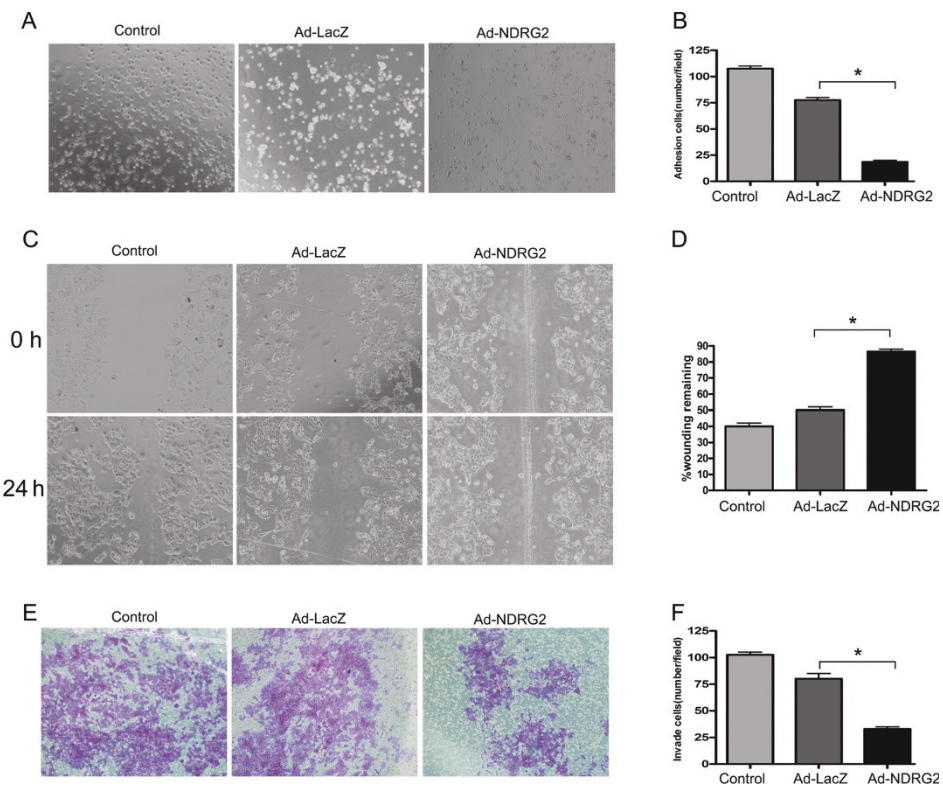 A
Control
Ad-LacZ
Ad-NDRG2
B
Adhesion cells(number/field)
125
100
75
50
25
0
*
Control
Ad-LacZ
Ad-NDRG2
C
Control
Ad-LacZ
Ad-NDRG2
0 h
24 h
D
%wounding remaining
90
80
70
60
50
40
30
20
10
0
*
Control
Ad-LacZ
Ad-NDRG2
E
Control
Ad-LacZ
Ad-NDRG2
F
Invade cells(number/field)
125
100
75
50
25
0
*
Control
Ad-LacZ
Ad-NDRG2